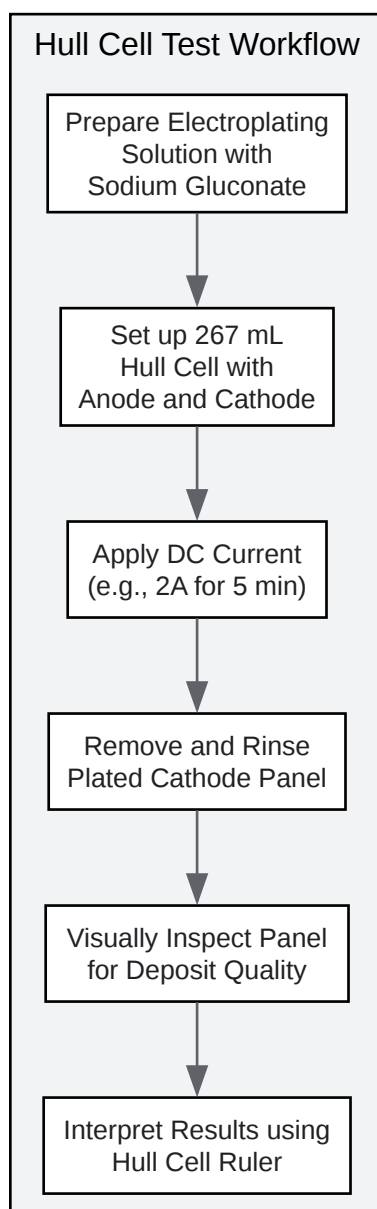 Hull Cell Test Workflow
Prepare Electroplating
Solution with
Sodium Gluconate
Set up 267 mL
Hull Cell with
Anode and Cathode
Apply DC Current
(e.g., 2A for 5 min)
Remove and Rinse
Plated Cathode Panel
Visually Inspect Panel
for Deposit Quality
Interpret Results using
Hull Cell Ruler